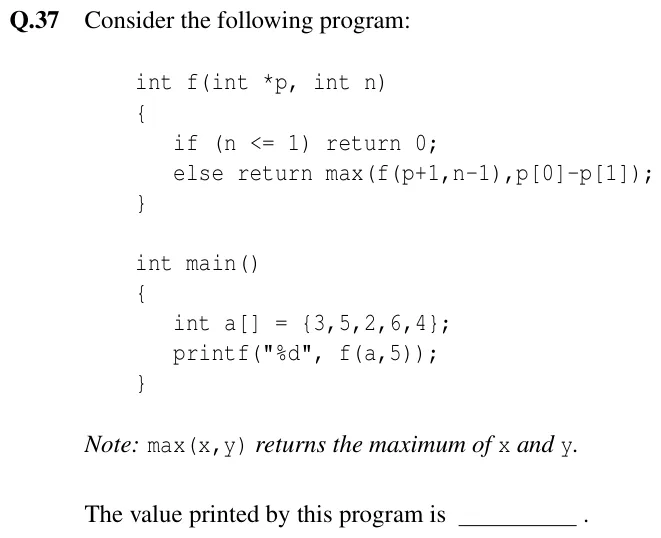 Q.37 Consider the following program:
int f(int *p, int n)
{
if (n <= 1) return 0;
else return max(f(p+1,n-1),p[0]-p[1]);
}
int main()
{
int a[] = {3,5,2,6,4};
printf("%d", f(a,5));
}
Note: max(x,y) returns the maximum of x and y.
The value printed by this program is __________ .